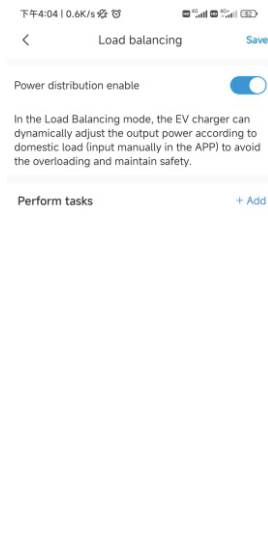 下午4:04 | 0.6K/s
Load balancing
Save
Power distribution enable
In the Load Balancing mode, the EV charger can
dynamically adjust the output power according to
domestic load (input manually in the APP) to avoid
the overloading and maintain safety.
Perform tasks
+ Add